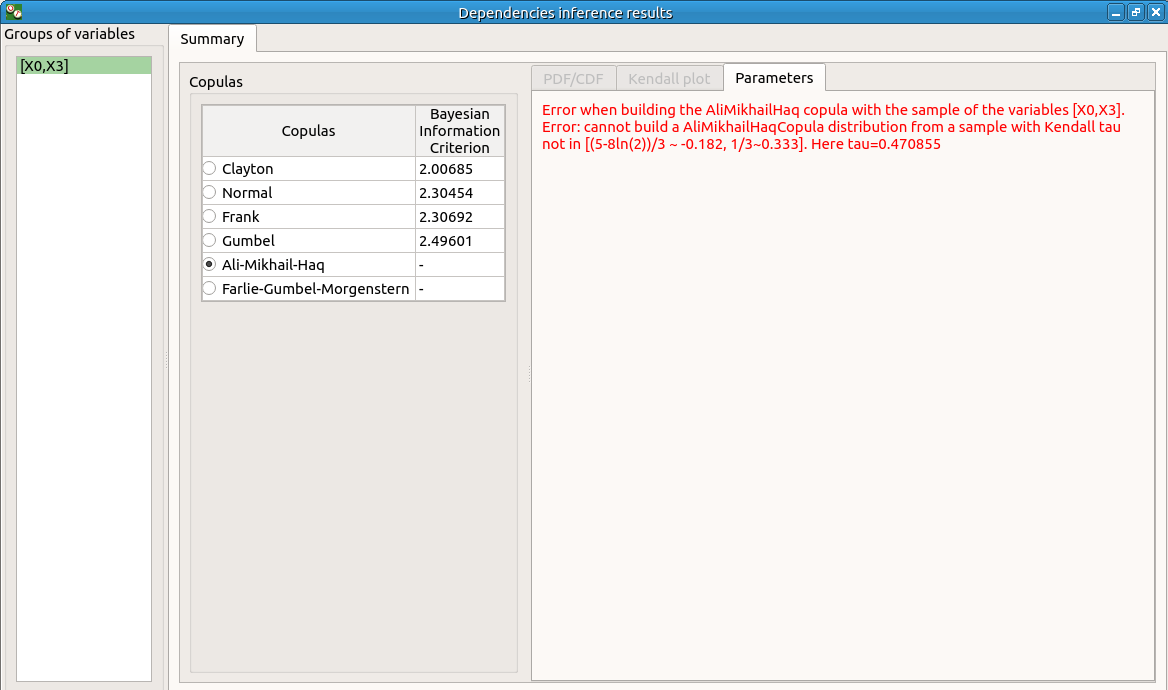 Dependencies inference results
Groups of variables
[X0,X3]
Summary
Copulas
Copulas
Bayesian
Information
Criterion
Clayton 2.00685
Normal 2.30454
Frank 2.30692
Gumbel 2.49601
Ali-Mikhail-Haq -
Farlie-Gumbel-Morgenstern -
PDF/CDF Kendall plot Parameters
Error when building the AliMikhailHaq copula with the sample of the variables [X0,X3].
Error: cannot build a AliMikhailHaqCopula distribution from a sample with Kendall tau
not in [(5-8ln(2))/3 ~ -0.182, 1/3~0.333]. Here tau=0.470855